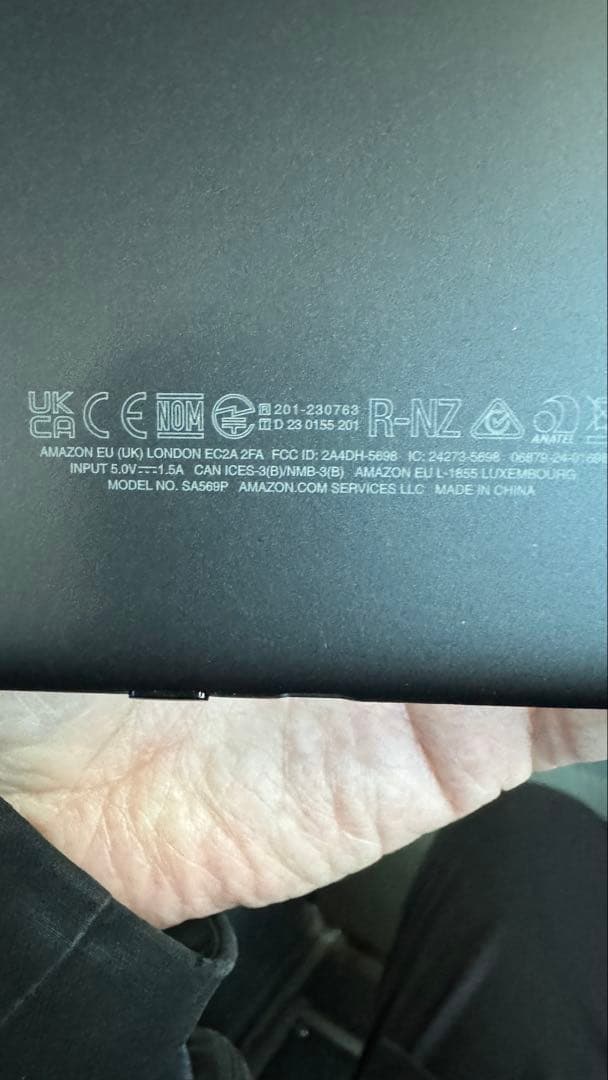 UK CA CE NOM R 201-230763 R-NZ ANATEL
T D 23 0155 201
AMAZON EU (UK) LONDON EC2A 2FA FCC ID: 2A4DH-5698 IC: 24273-5698
INPUT 5.0V⎓1.5A CAN ICES-3(B)/NMB-3(B) AMAZON EU L-1855 LUXEMBOURG
MODEL NO. SA569P AMAZON.COM SERVICES LLC MADE IN CHINA